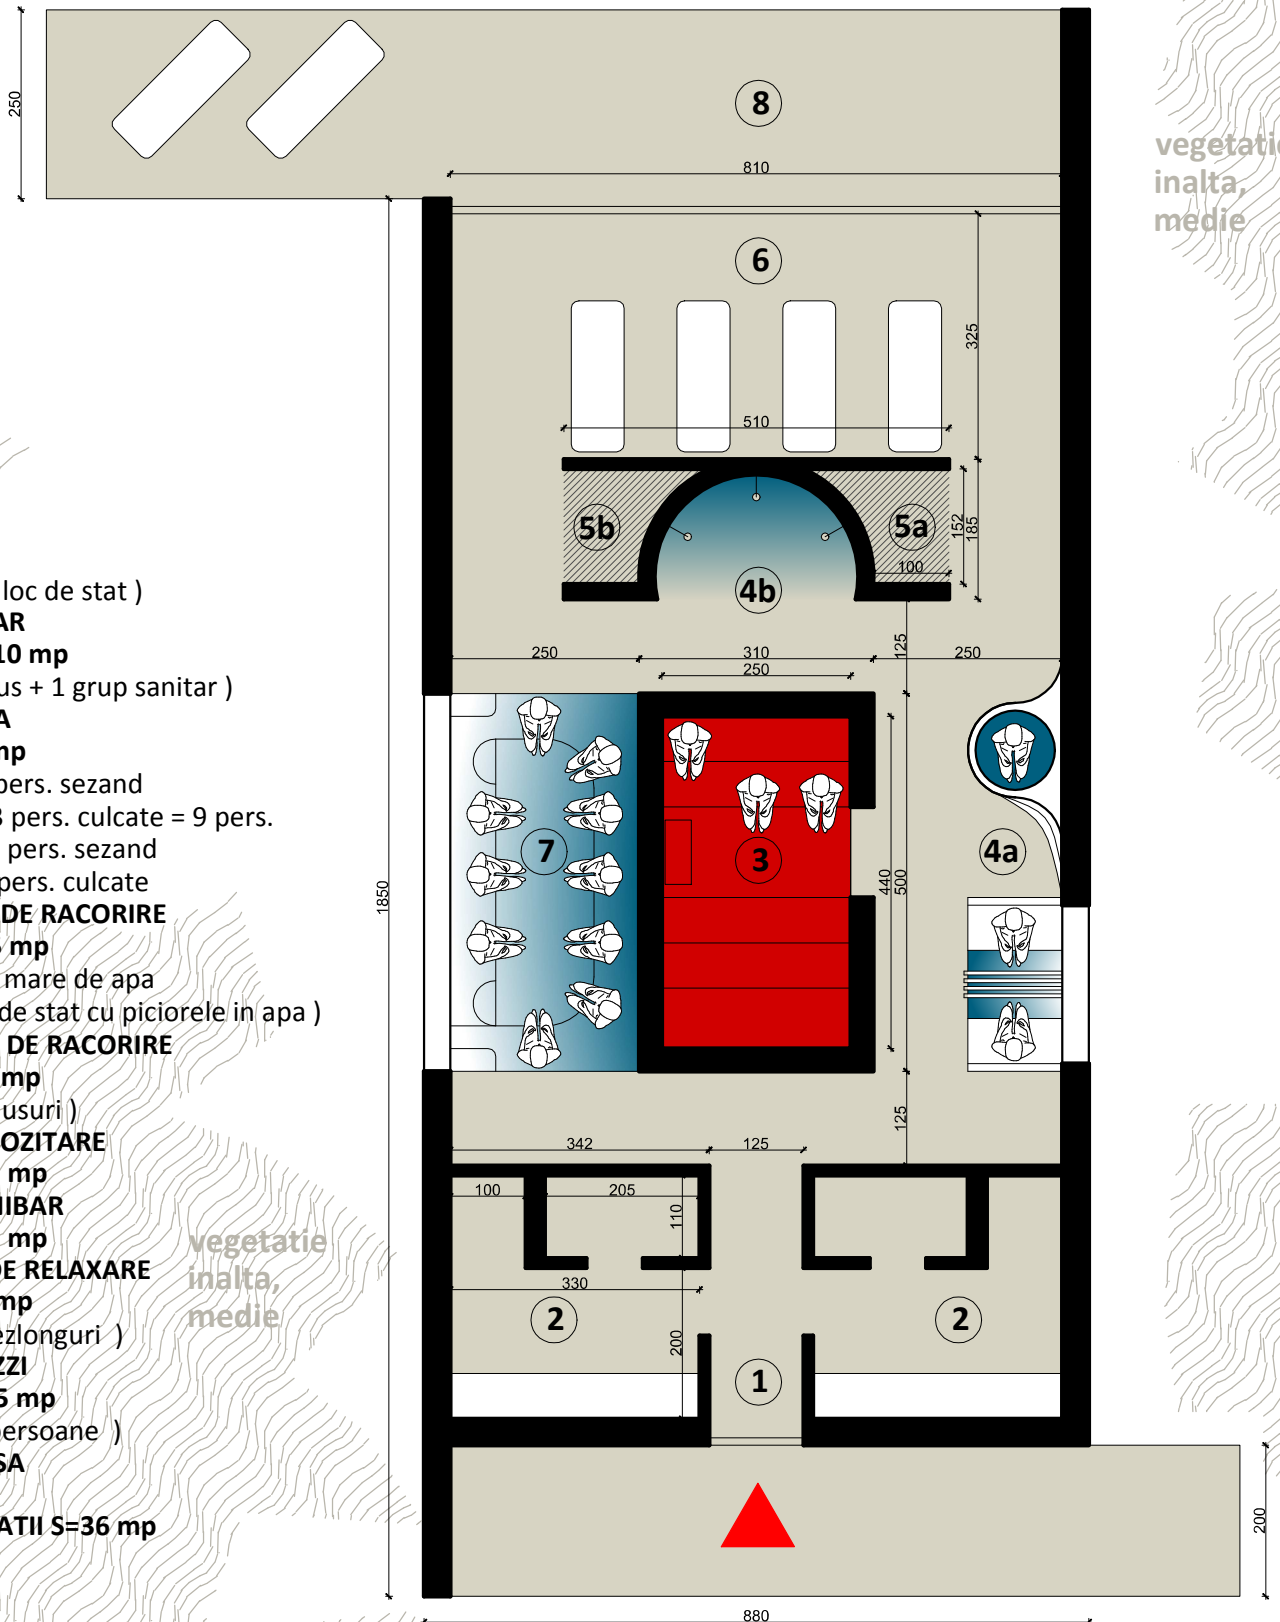 250
8
810
vegetatie
inalta,
medie
6
325
510
5b
5a
152
185
100
4b
loc de stat )
AR
10 mp
us + 1 grup sanitar )
A
mp
pers. sezand
3 pers. culcate = 9 pers.
pers. sezand
pers. culcate
DE RACORIRE
mp
mare de apa
de stat cu piciorele in apa )
DE RACORIRE
mp
usuri )
OZITARE
mp
IIBAR
mp
DE RELAXARE
mp
ezlonguri )
ZZI
5 mp
persoane )
SA
ATII S=36 mp
250
310
250
250
125
7
3
4a
440
500
1850
125
342
125
100
205
110
330
200
2
2
1
vegetatie
inalta,
medie
200
880